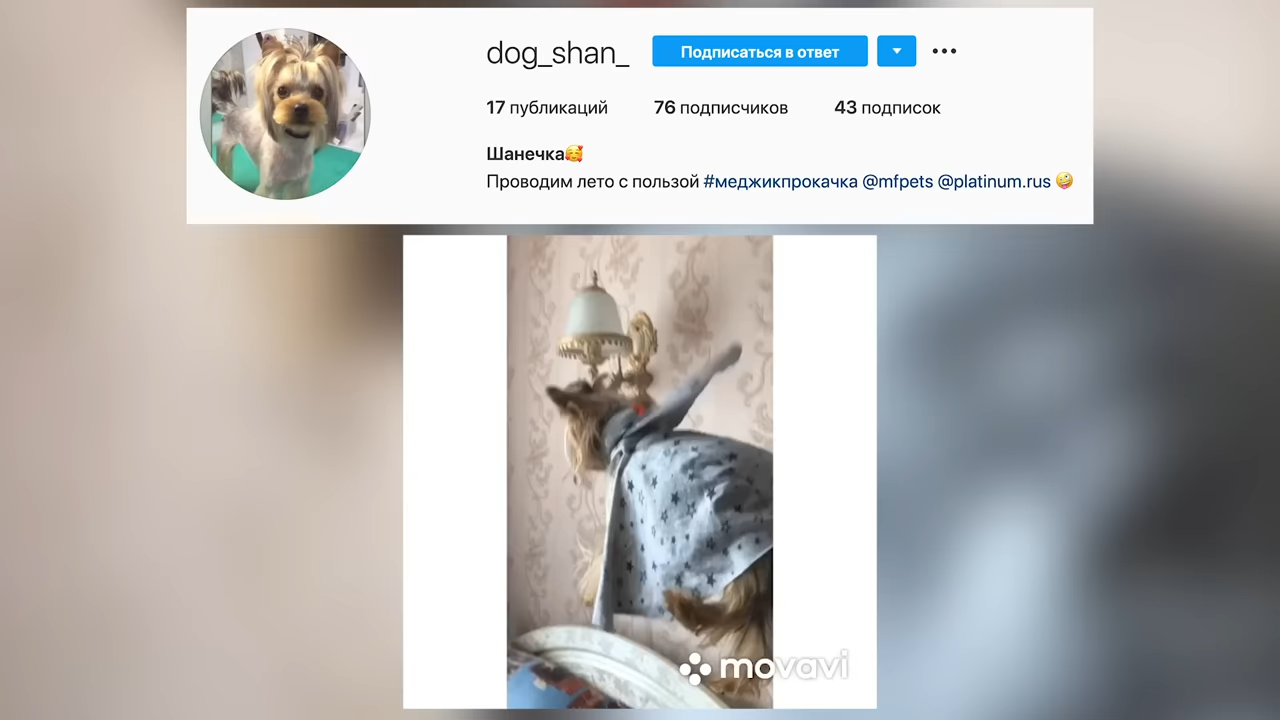 dog_shan_ Подписаться в ответ
17 публикаций 76 подписчиков 43 подписок
Шанечка🥰
Проводим лето с пользой #меджикпрокачка @mfpets @platinum.rus 🤪
movavi